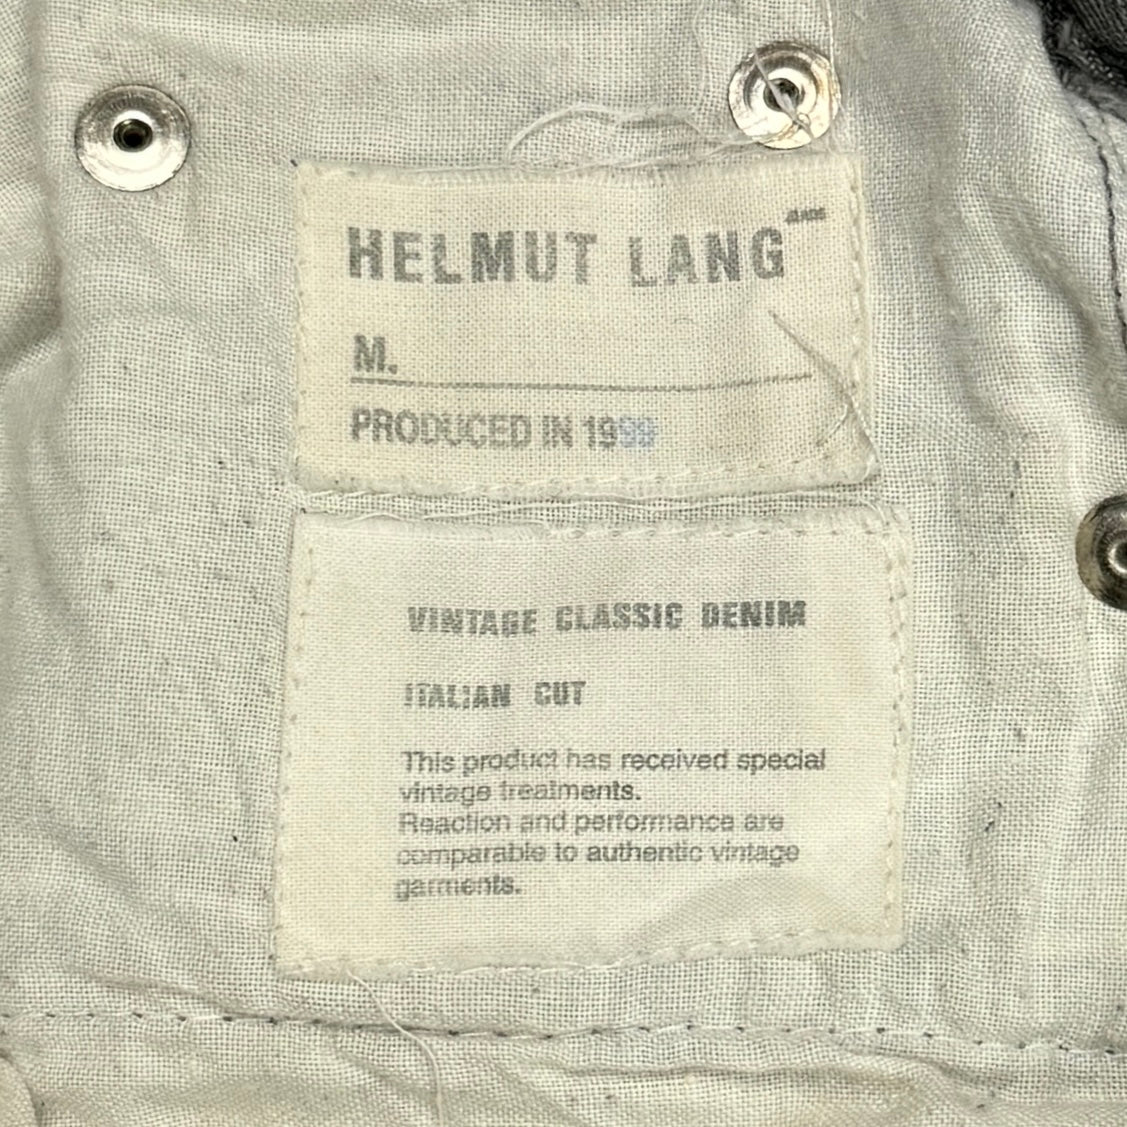 HELMUT LANG JEANS
M.
PRODUCED IN 1999
VINTAGE CLASSIC DENIM
ITALIAN CUT
This product has received special
vintage treatments.
Reaction and performance are
comparable to authentic vintage
garments.